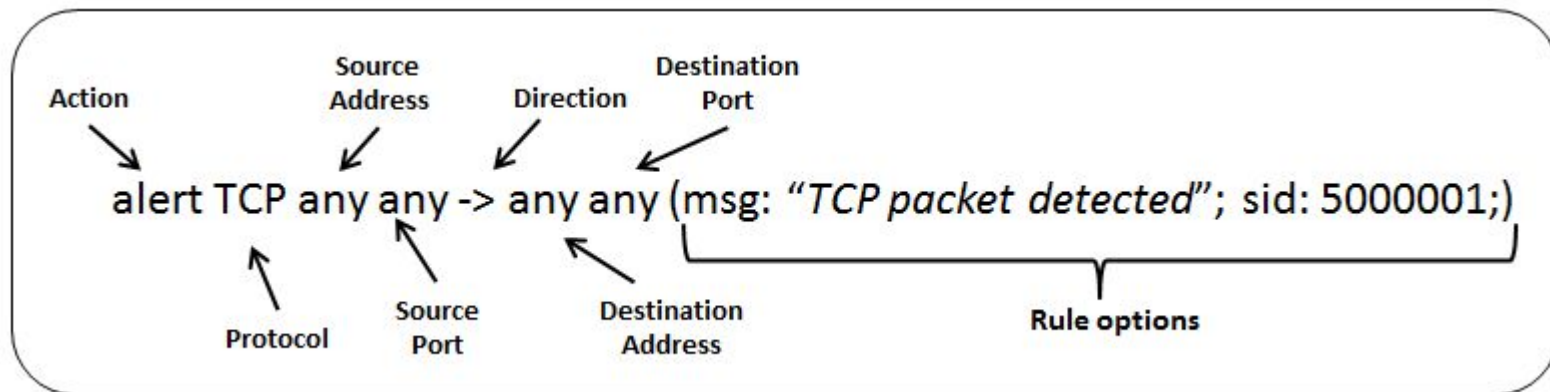 Action
Source
Address
Direction
Destination
Port
alert TCP any any -> any any (msg: “TCP packet detected”; sid: 5000001;)
Protocol
Source
Port
Destination
Address
Rule options